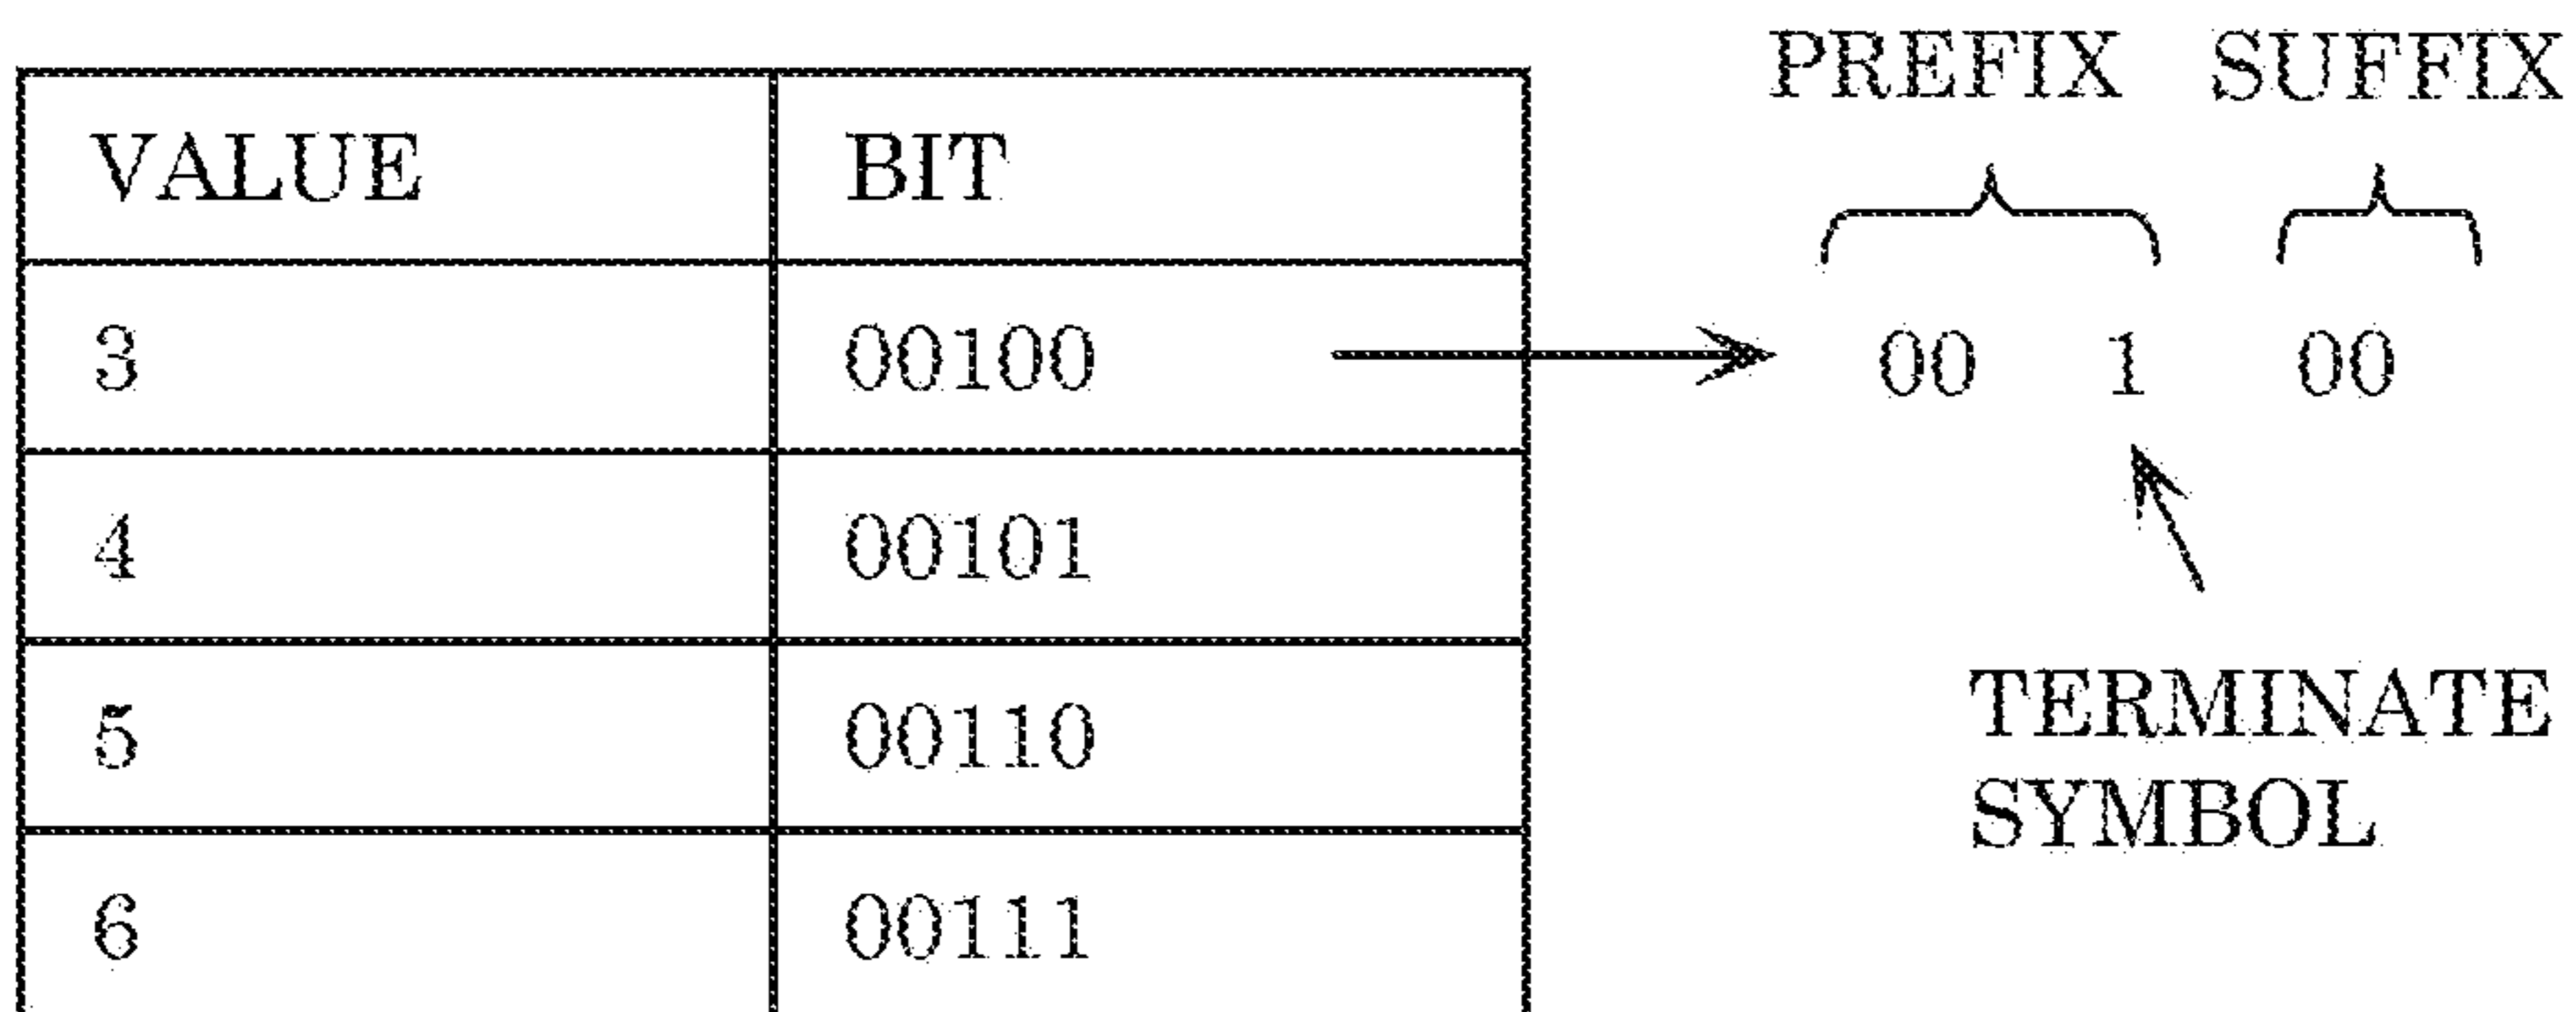 PREFIX SUFFIX
VALUE BIT
3 00100 00 1 00
4 00101
5 00110
TERMINATE
SYMBOL
6 00111